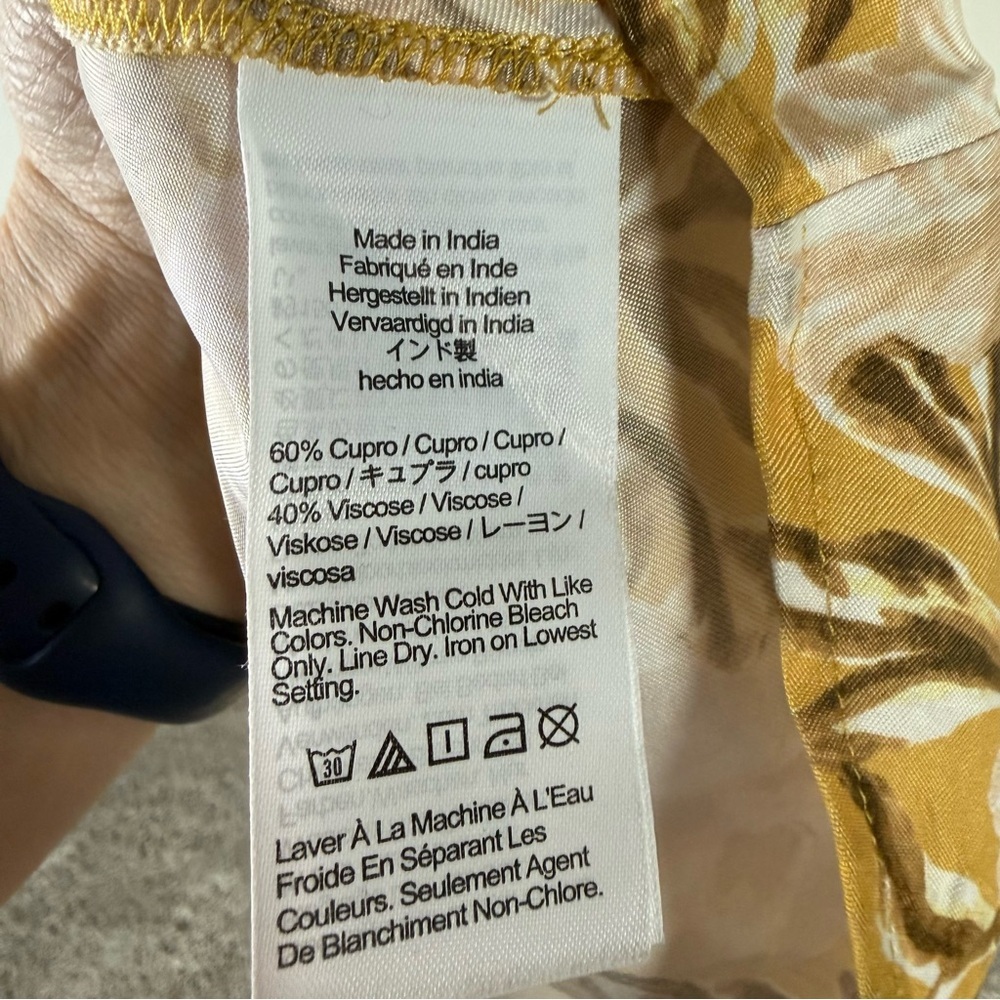 Made in India
Fabriqué en Inde
Hergestellt in Indien
Vervaardigd in India
インド製
hecho en india
60% Cupro / Cupro / Cupro /
Cupro / キュプラ / cupro
40% Viscose / Viscose /
Viskose / Viscose / レーヨン /
viscosa
Machine Wash Cold With Like
Colors. Non-Chlorine Bleach
Only. Line Dry. Iron on Lowest
Setting.
30
Laver À La Machine À L'Eau
Froide En Séparant Les
Couleurs. Seulement Agent
De Blanchiment Non-Chlore.